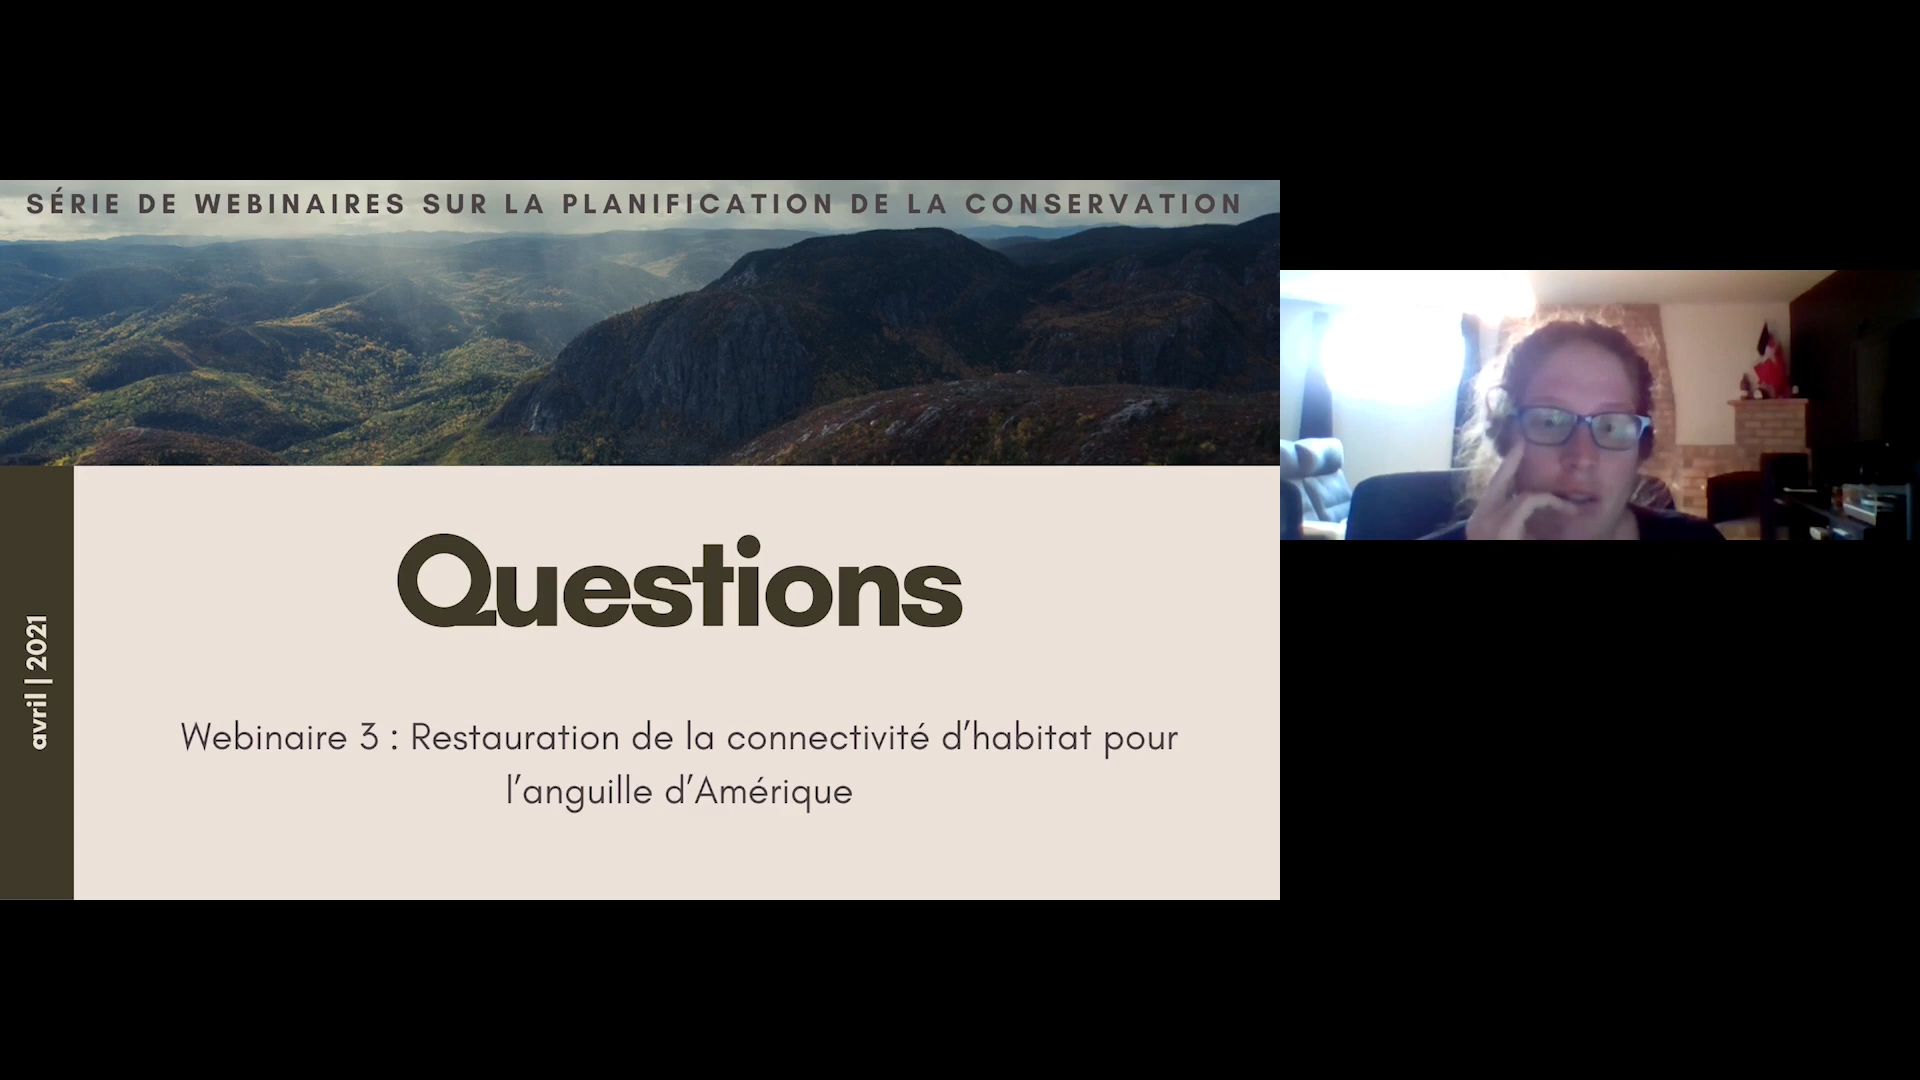 SÉRIE DE WEBINAIRES SUR LA PLANIFICATION DE LA CONSERVATION
Questions
avril | 2021
Webinaire 3 : Restauration de la connectivité d’habitat pour
l’anguille d’Amérique